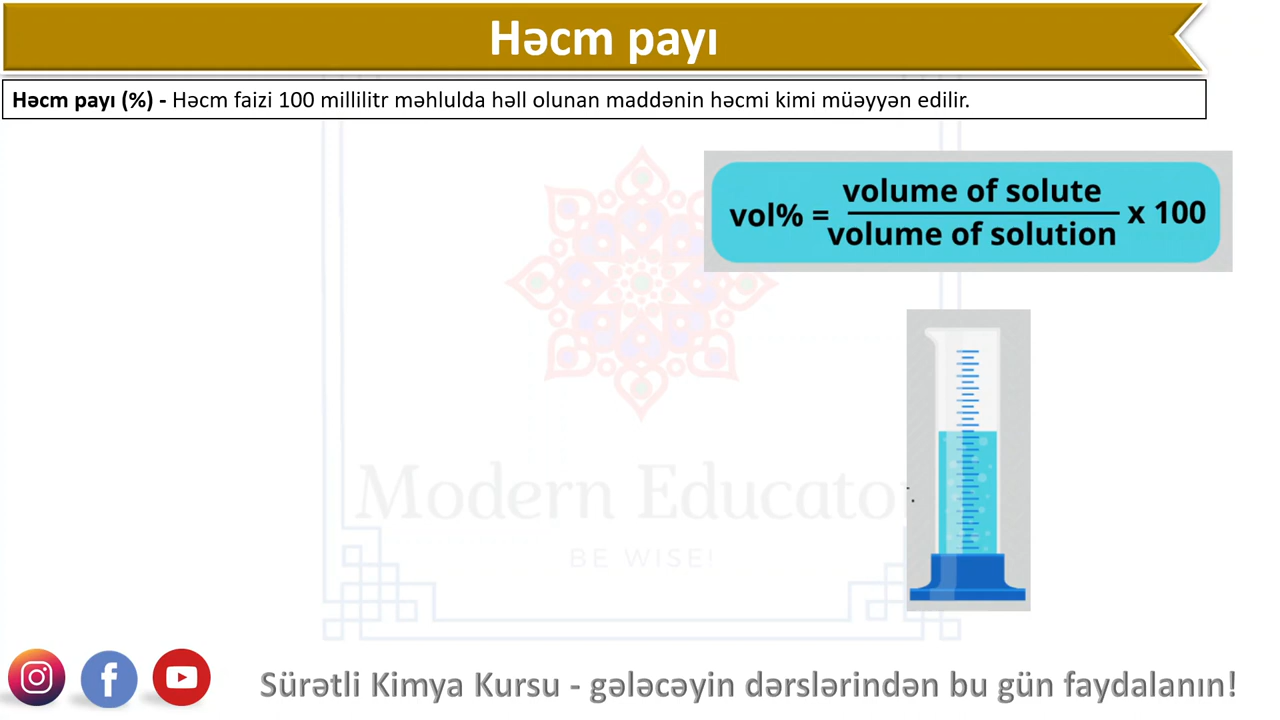 Həcm payı
Həcm payı (%) - Həcm faizi 100 millilitr məhlulda həll olunan maddənin həcmi kimi müəyyən edilir.
vol% = volume of solute x 100
volume of solution
Modern Educator
BE WISE!
Sürətli Kimya Kursu - gələcəyin dərslərindən bu gün faydalanın!